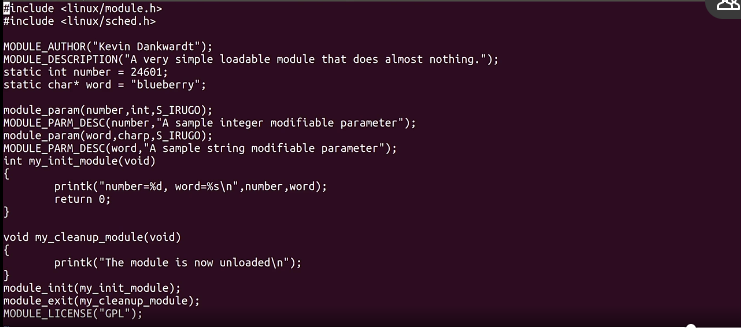 #include <linux/module.h>
#include <linux/sched.h>

MODULE_AUTHOR("Kevin Dankwardt");
MODULE_DESCRIPTION("A very simple loadable module that does almost nothing.");
static int number = 24601;
static char* word = "blueberry";

module_param(number,int,S_IRUGO);
MODULE_PARM_DESC(number,"A sample integer modifiable parameter");
module_param(word,charp,S_IRUGO);
MODULE_PARM_DESC(word,"A sample string modifiable parameter");
int my_init_module(void)
{
        printk("number=%d, word=%s\n",number,word);
        return 0;
}

void my_cleanup_module(void)
{
        printk("The module is now unloaded\n");
}
module_init(my_init_module);
module_exit(my_cleanup_module);
MODULE_LICENSE("GPL");